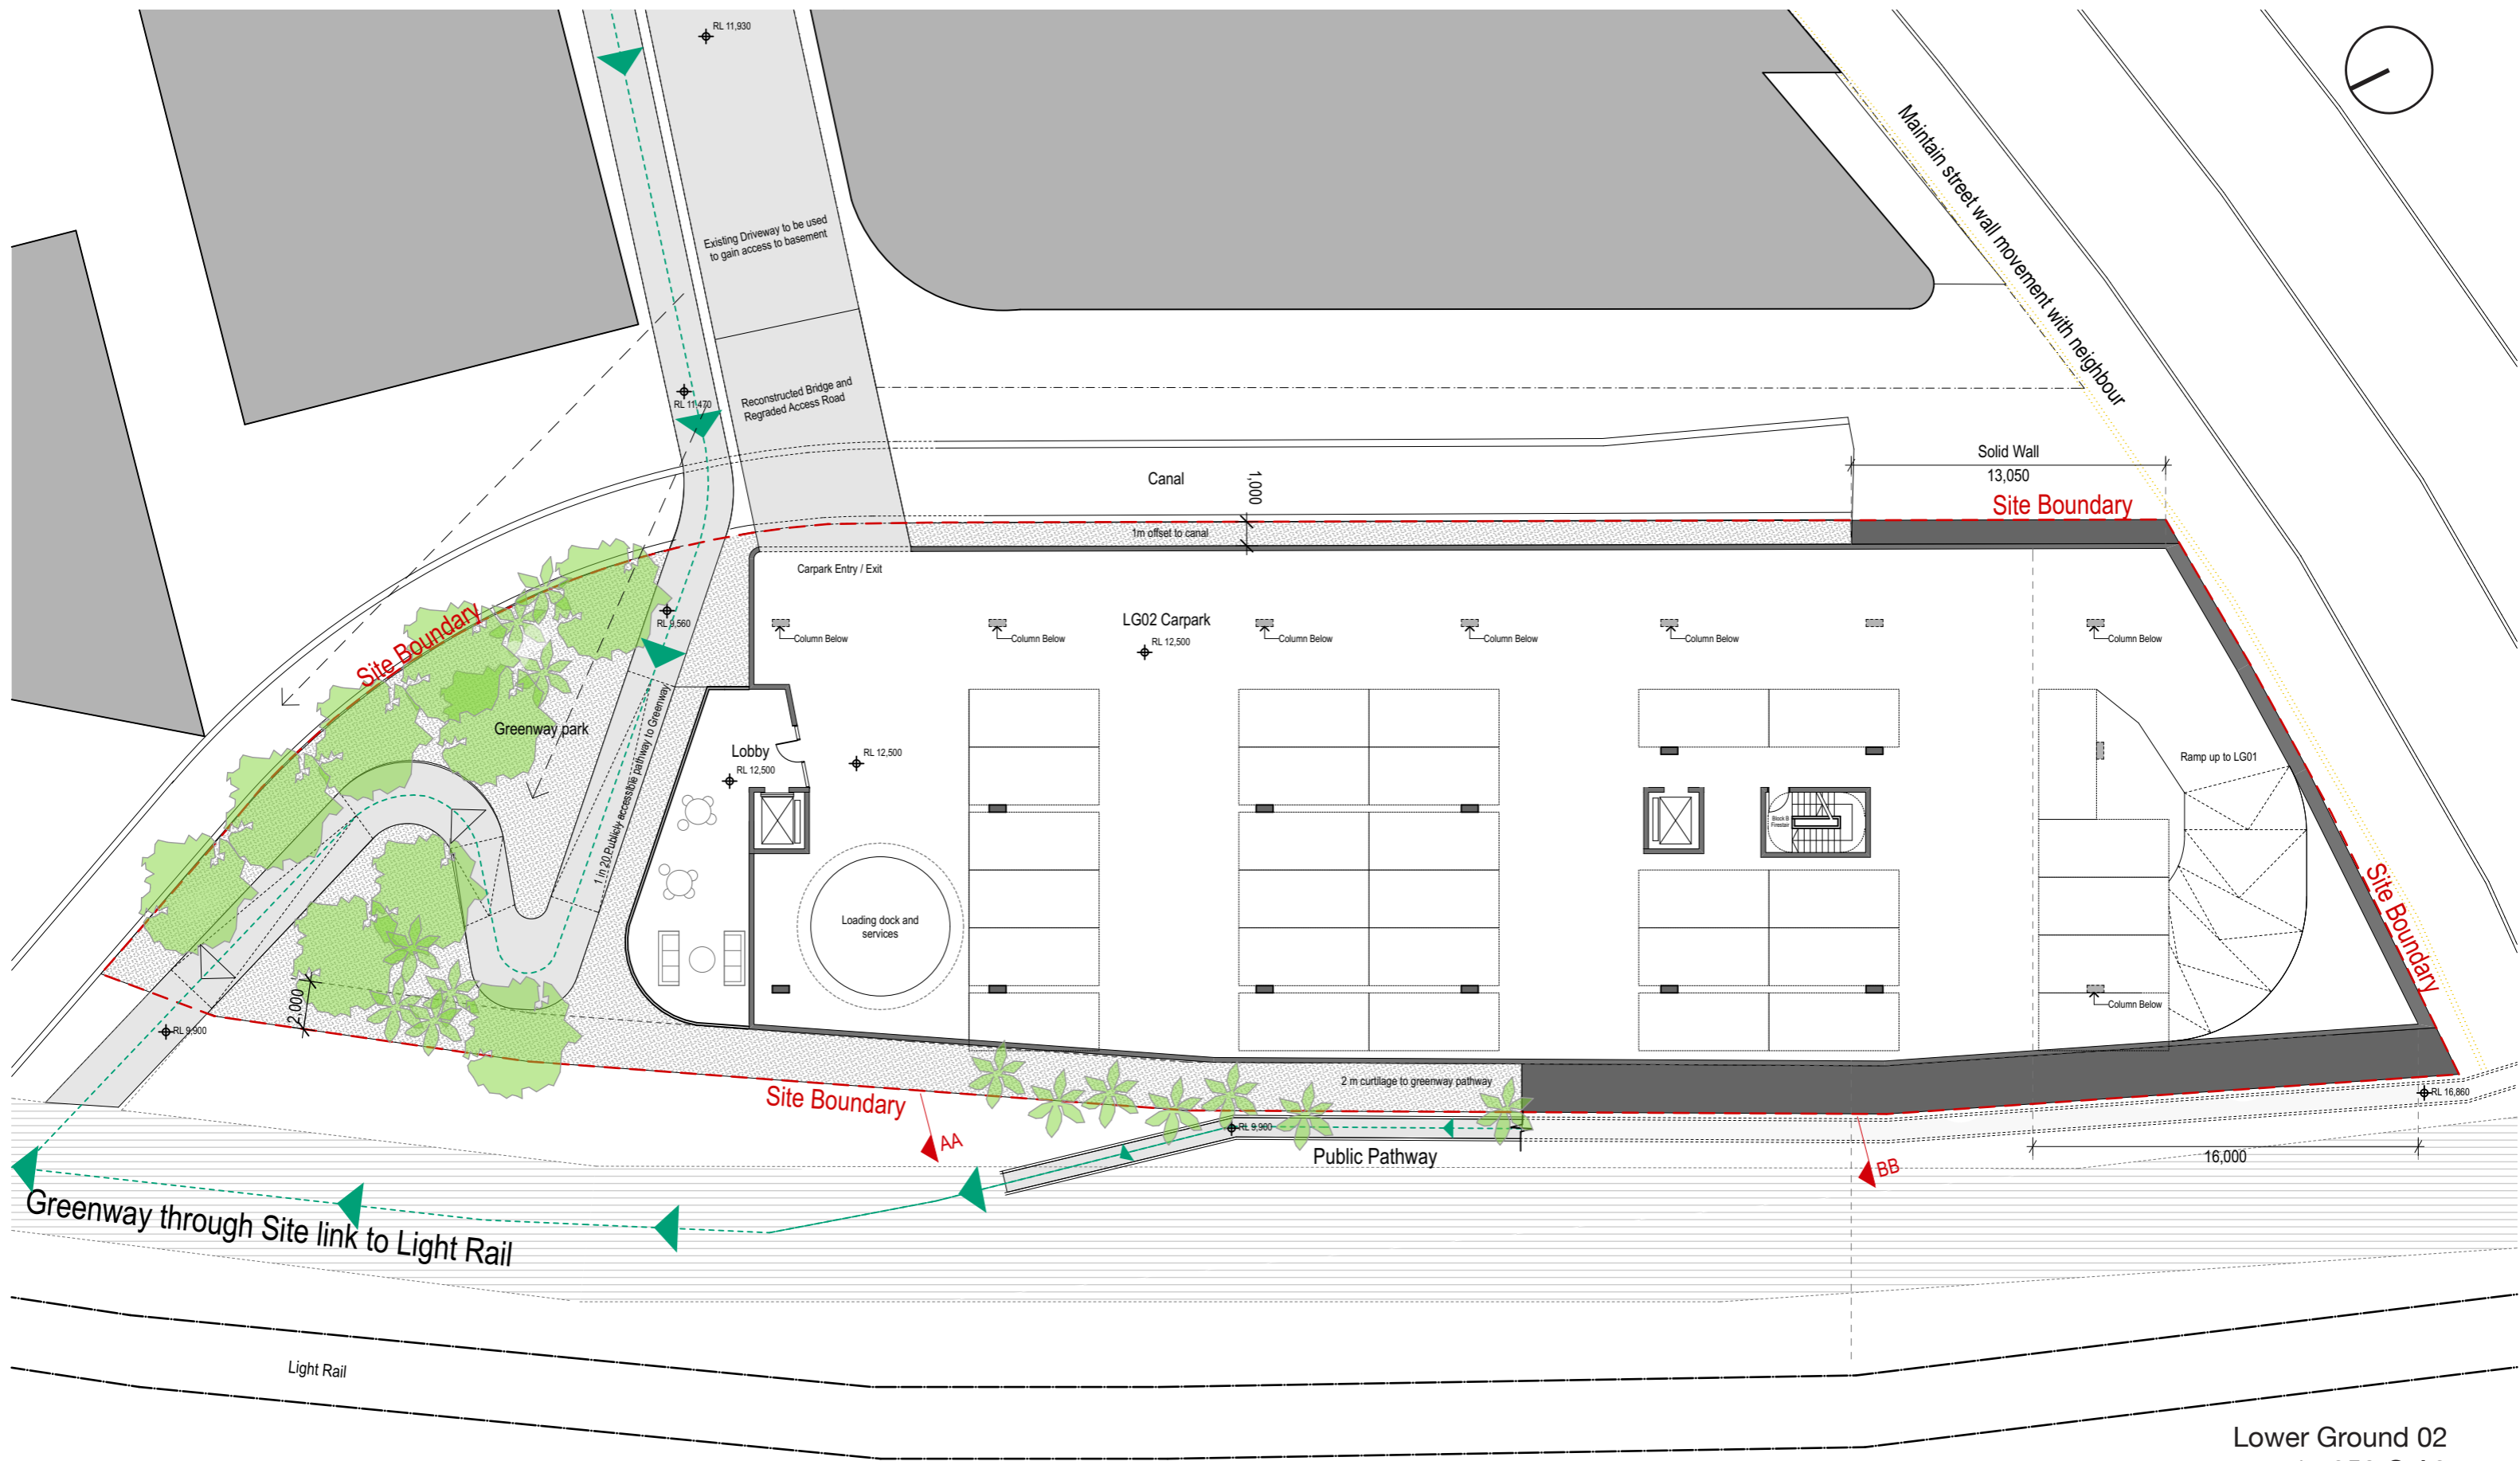 RL 11,930
Existing Driveway to be used
to gain access to basement
Maintain street wall movement with neighbour
RL 11,470
Reconstructed Bridge and
Regraded Access Road
Solid Wall
13,050
Canal
1,000
Site Boundary
1m offset to canal
Carpark Entry / Exit
Site Boundary
RL 9,560
LG02 Carpark
RL 12,500
Column Below
Column Below
Column Below
Column Below
Column Below
Column Below
Greenway park
1 in 20 Publicly accessible pathway to Greenway
Lobby
RL 12,500
RL 12,500
Ramp up to LG01
Block B
Firestair
Loading dock and
services
Site Boundary
2,000
RL 9,900
Column Below
2 m curtilage to greenway pathway
Site Boundary
RL 16,860
AA
RL 9,900
Public Pathway
BB
16,000
Greenway through Site link to Light Rail
Light Rail
Lower Ground 02